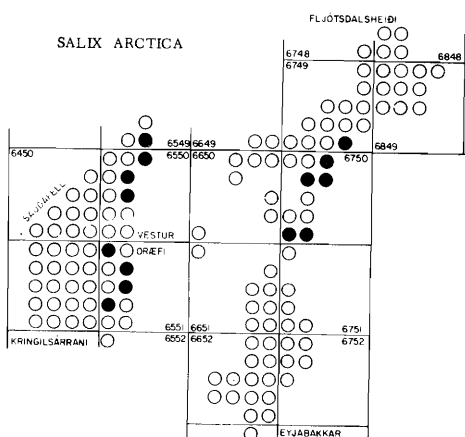 FLJÓTSDALSHEIÐI
SALIX ARCTICA
6748
6848
6749
6549 6649
6849
6450
6550 6650
6750
SAUÐAFELL
VESTUR
ÖRÆFI
6551 6651
6751
KRINGILSÁRRANI
6552 6652
6752
EYJABAKKAR